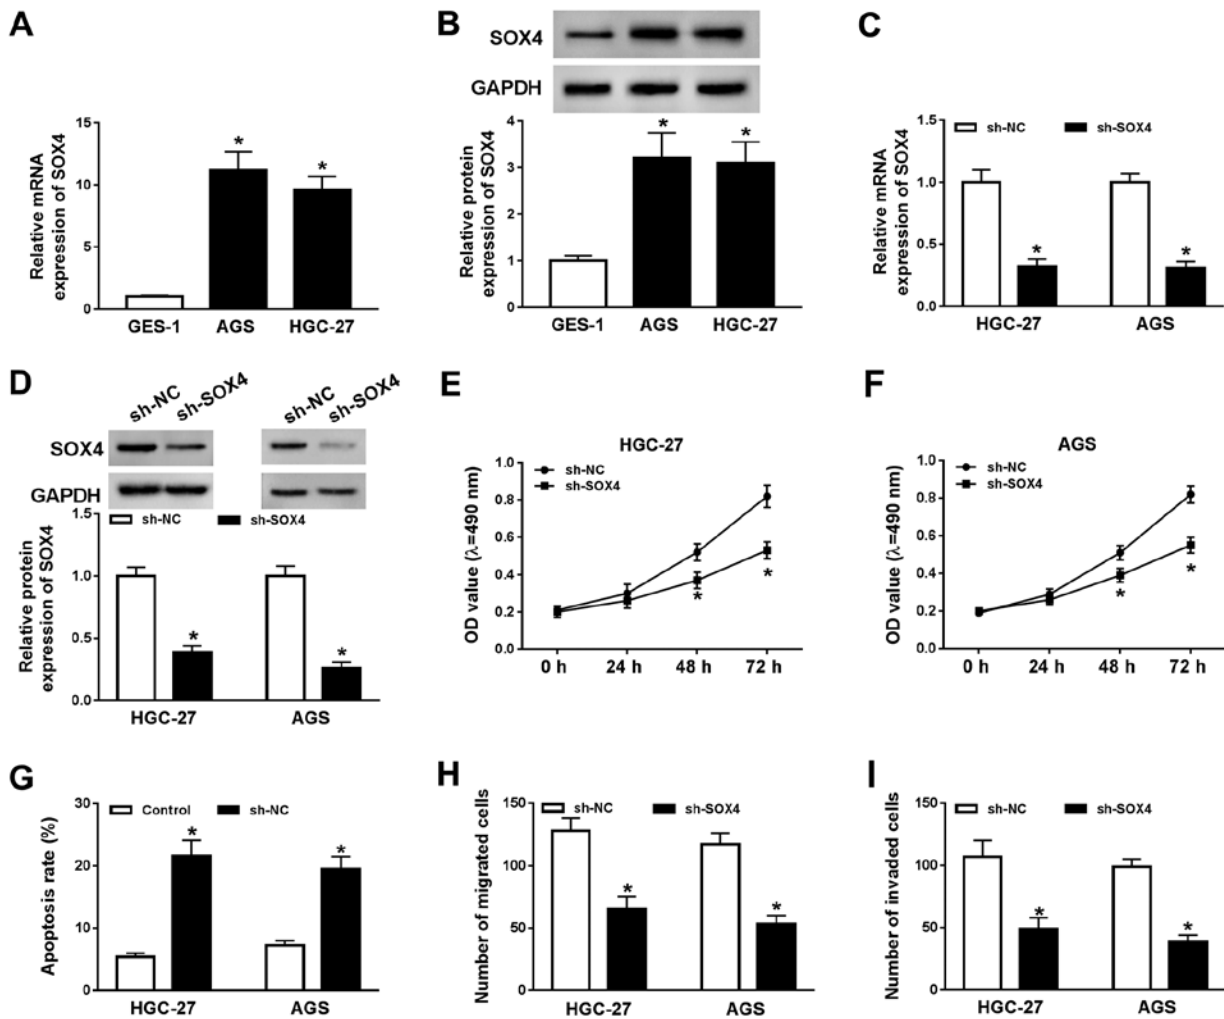 A
Relative mRNA
expression of SOX4
15
10
5
0
*
*
GES-1 AGS HGC-27
B
SOX4
GAPDH
Relative protein
expression of SOX4
4
3
2
1
0
*
*
GES-1 AGS HGC-27
C
sh-NC sh-SOX4
Relative mRNA
expression of SOX4
1.5
1.0
0.5
0.0
*
*
HGC-27 AGS
D
sh-NC sh-SOX4 sh-NC sh-SOX4
SOX4
GAPDH
sh-NC sh-SOX4
Relative protein
expression of SOX4
1.5
1.0
0.5
0.0
*
*
HGC-27 AGS
E
HGC-27
sh-NC
sh-SOX4
OD value (λ=490 nm)
1.0
0.8
0.6
0.4
0.2
0.0
*
*
0 h 24 h 48 h 72 h
F
AGS
sh-NC
sh-SOX4
OD value (λ=490 nm)
1.0
0.8
0.6
0.4
0.2
0.0
*
*
0 h 24 h 48 h 72 h
G
Control sh-NC
Apoptosis rate (%)
30
20
10
0
*
*
HGC-27 AGS
H
sh-NC sh-SOX4
Number of migrated cells
150
100
50
0
*
*
HGC-27 AGS
I
sh-NC sh-SOX4
Number of invaded cells
150
100
50
0
*
*
HGC-27 AGS